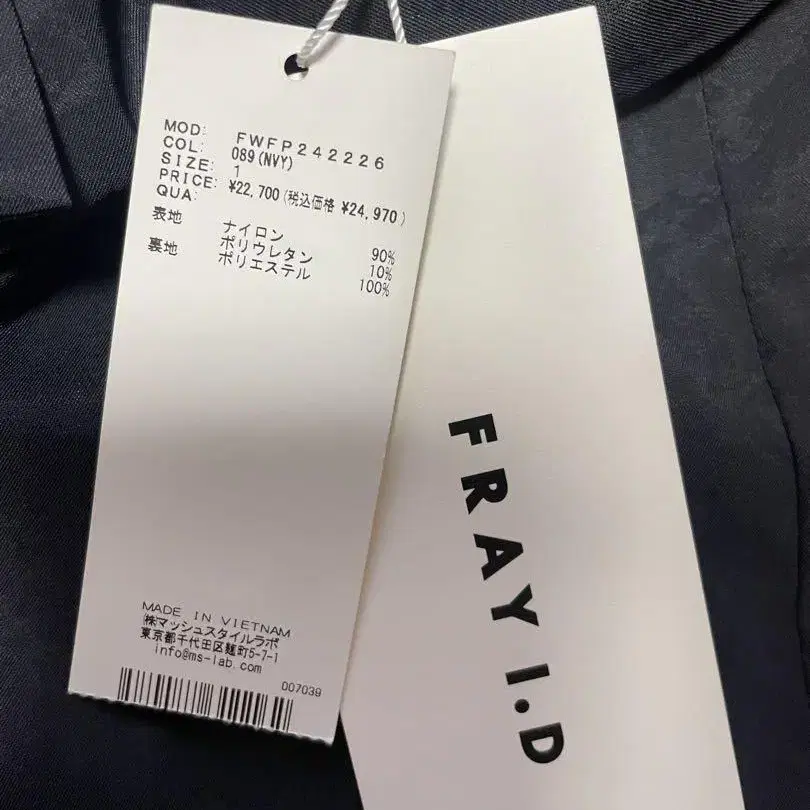 MOD: FWFP242226
COL: 089(NVY)
SIZE: 1
PRICE: ¥22,700(税込価格 ¥24,970)
QUA:
表地 ナイロン 90%
ポリウレタン 10%
裏地 ポリエステル 100%
MADE IN VIETNAM
㈱マッシュスタイルラボ
東京都千代田区麹町5-7-1
info@ms-lab.com
007039
FRAY I.D